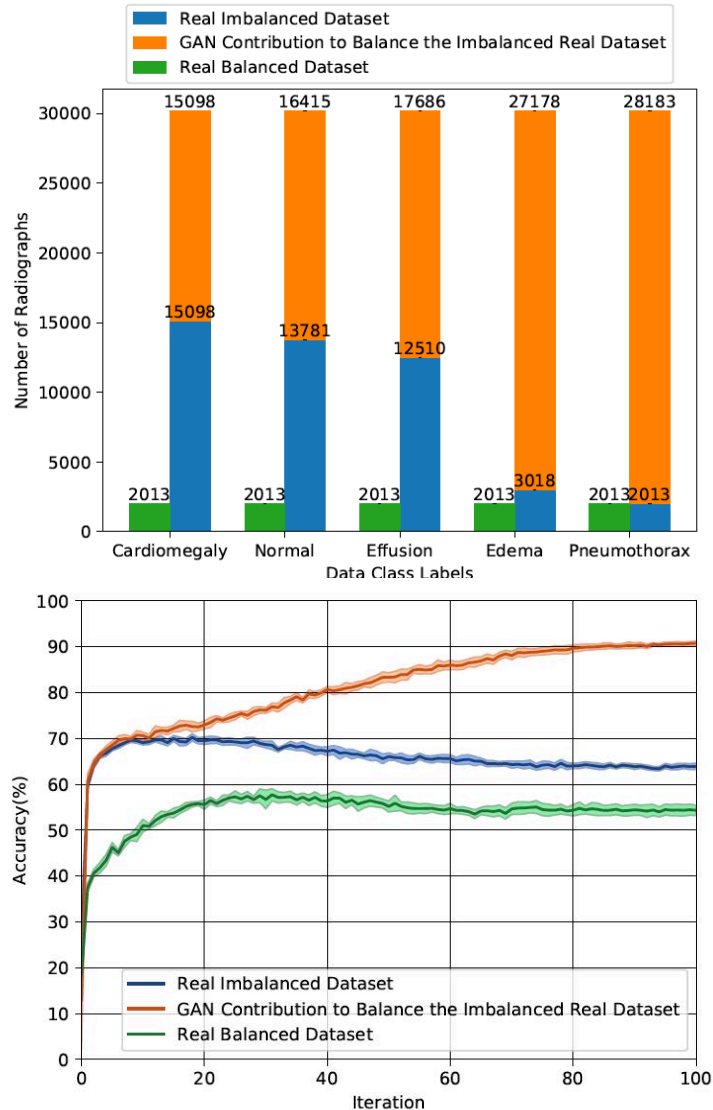 Real Imbalanced Dataset
GAN Contribution to Balance the Imbalanced Real Dataset
Real Balanced Dataset
15098 16415 17686 27178 28183
30000
25000
20000
15000
10000
5000
0
Number of Radiographs
15098 13781 12510 3018
2013 2013 2013 2013 2013 2013
Cardiomegaly Normal Effusion Edema Pneumothorax
Data Class Labels
100
90
80
70
60
50
40
30
20
10
0
Accuracy(%)
Real Imbalanced Dataset
GAN Contribution to Balance the Imbalanced Real Dataset
Real Balanced Dataset
0 20 40 60 80 100
Iteration